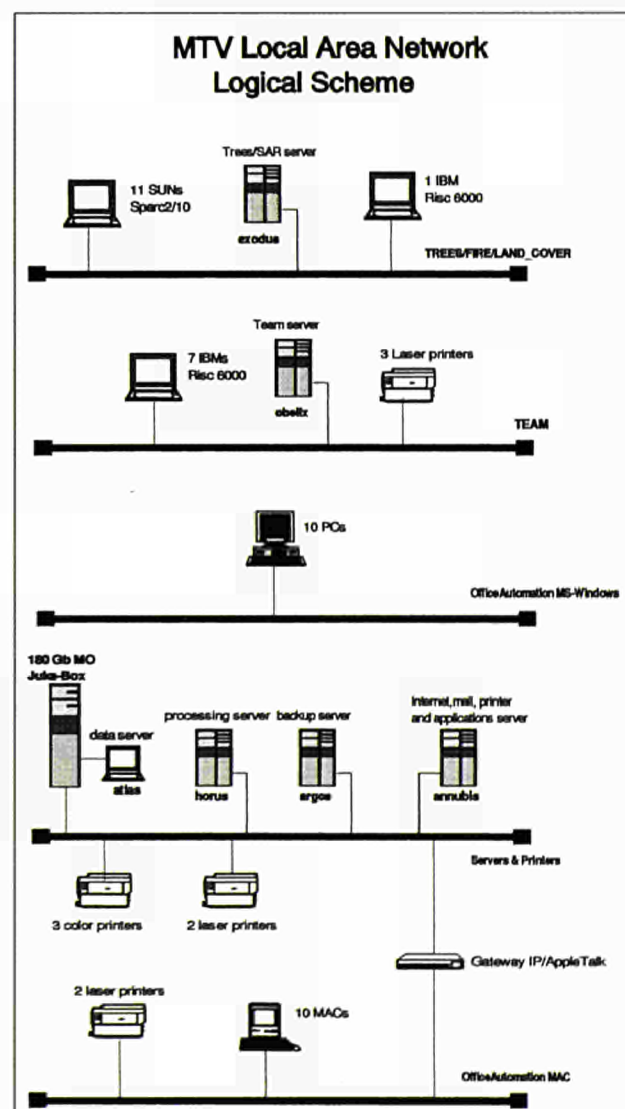 MTV Local Area Network
Logical Scheme
Trees/SAR server
11 SUNs
Sparc2/10
1 IBM
Risc 6000
exodus
TREES/FIRE/LAND_COVER
Team server
7 IBMs
Risc 6000
3 Laser printers
obelix
TEAM
10 PCs
OfficeAutomation MS-Windows
180 Gb MO
Juke-Box
data server
atlas
processing server
backup server
Internet,mail, printer
and applications server
horus
argos
annubis
Servers & Printers
3 color printers
2 laser printers
Gateway IP/AppleTalk
2 laser printers
10 MACs
OfficeAutomation MAC